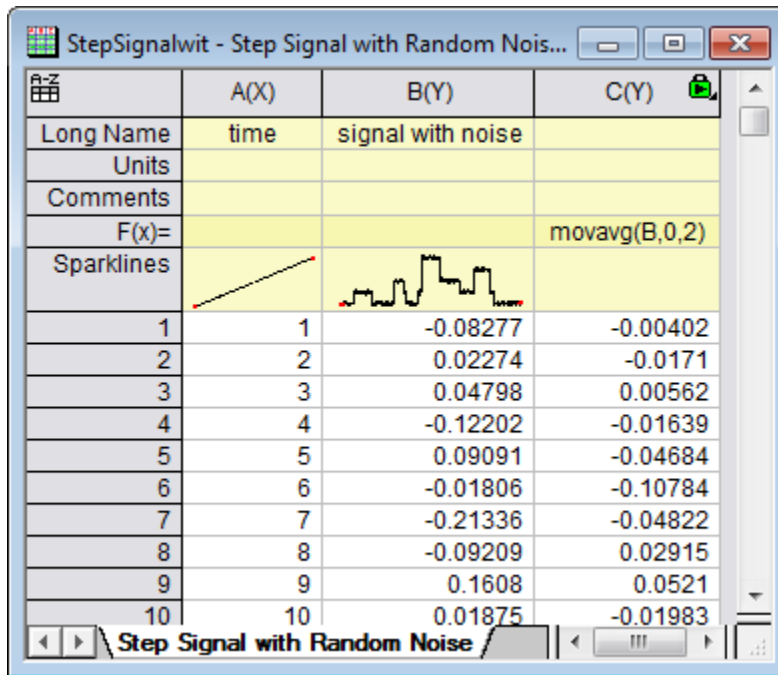 StepSignalwit - Step Signal with Random Nois...
A-Z A(X) B(Y) C(Y)
Long Name time signal with noise
Units
Comments
F(x)= movavg(B,0,2)
Sparklines
1 1 -0.08277 -0.00402
2 2 0.02274 -0.0171
3 3 0.04798 0.00562
4 4 -0.12202 -0.01639
5 5 0.09091 -0.04684
6 6 -0.01806 -0.10784
7 7 -0.21336 -0.04822
8 8 -0.09209 0.02915
9 9 0.1608 0.0521
10 10 0.01875 -0.01983
Step Signal with Random Noise